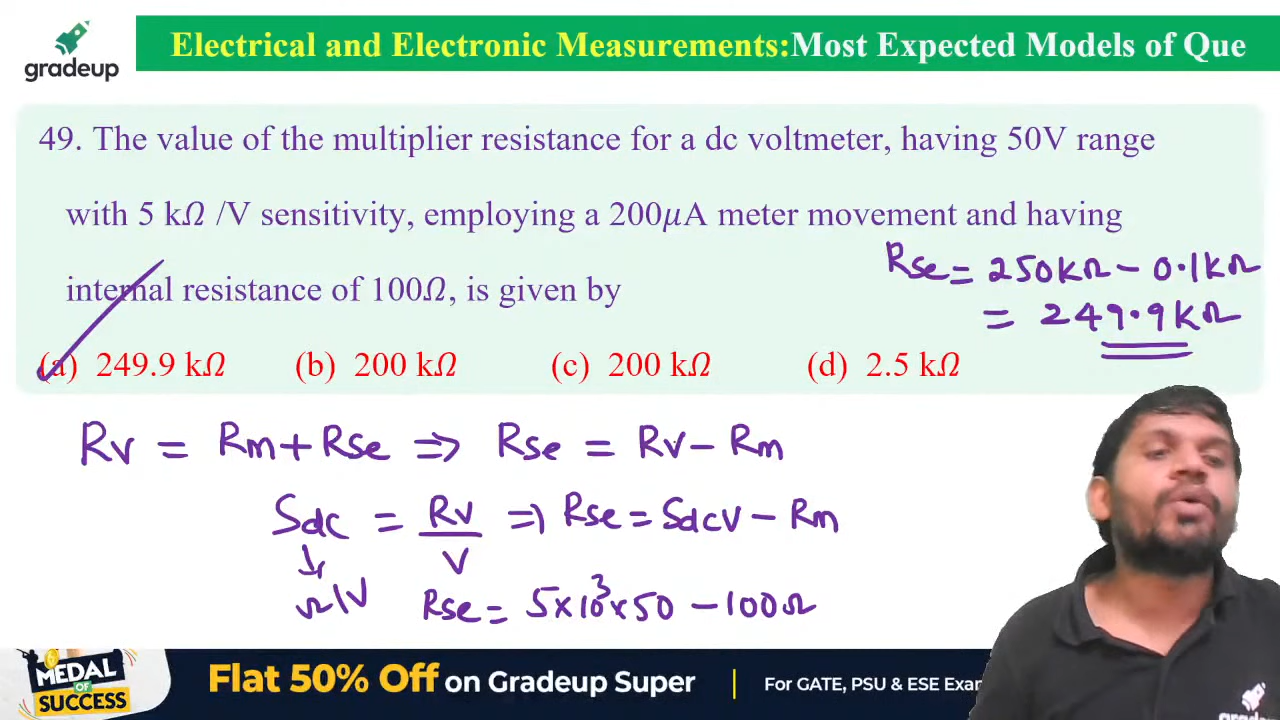 gradeup
Electrical and Electronic Measurements:Most Expected Models of Que
49. The value of the multiplier resistance for a dc voltmeter, having 50V range
with 5 kΩ /V sensitivity, employing a 200μA meter movement and having
internal resistance of 100Ω, is given by
Rse = 250kΩ - 0.1kΩ
= 249.9kΩ
(a) 249.9 kΩ (b) 200 kΩ (c) 200 kΩ (d) 2.5 kΩ
Rv = Rm + Rse ⇒ Rse = Rv - Rm
Sdc = Rv/V ⇒ Rse = SdcV - Rm
↓
Ω/V
Rse = 5×10³×50 - 100Ω
MEDAL
OF
SUCCESS
Flat 50% Off on Gradeup Super
For GATE, PSU & ESE Exa
gradeup